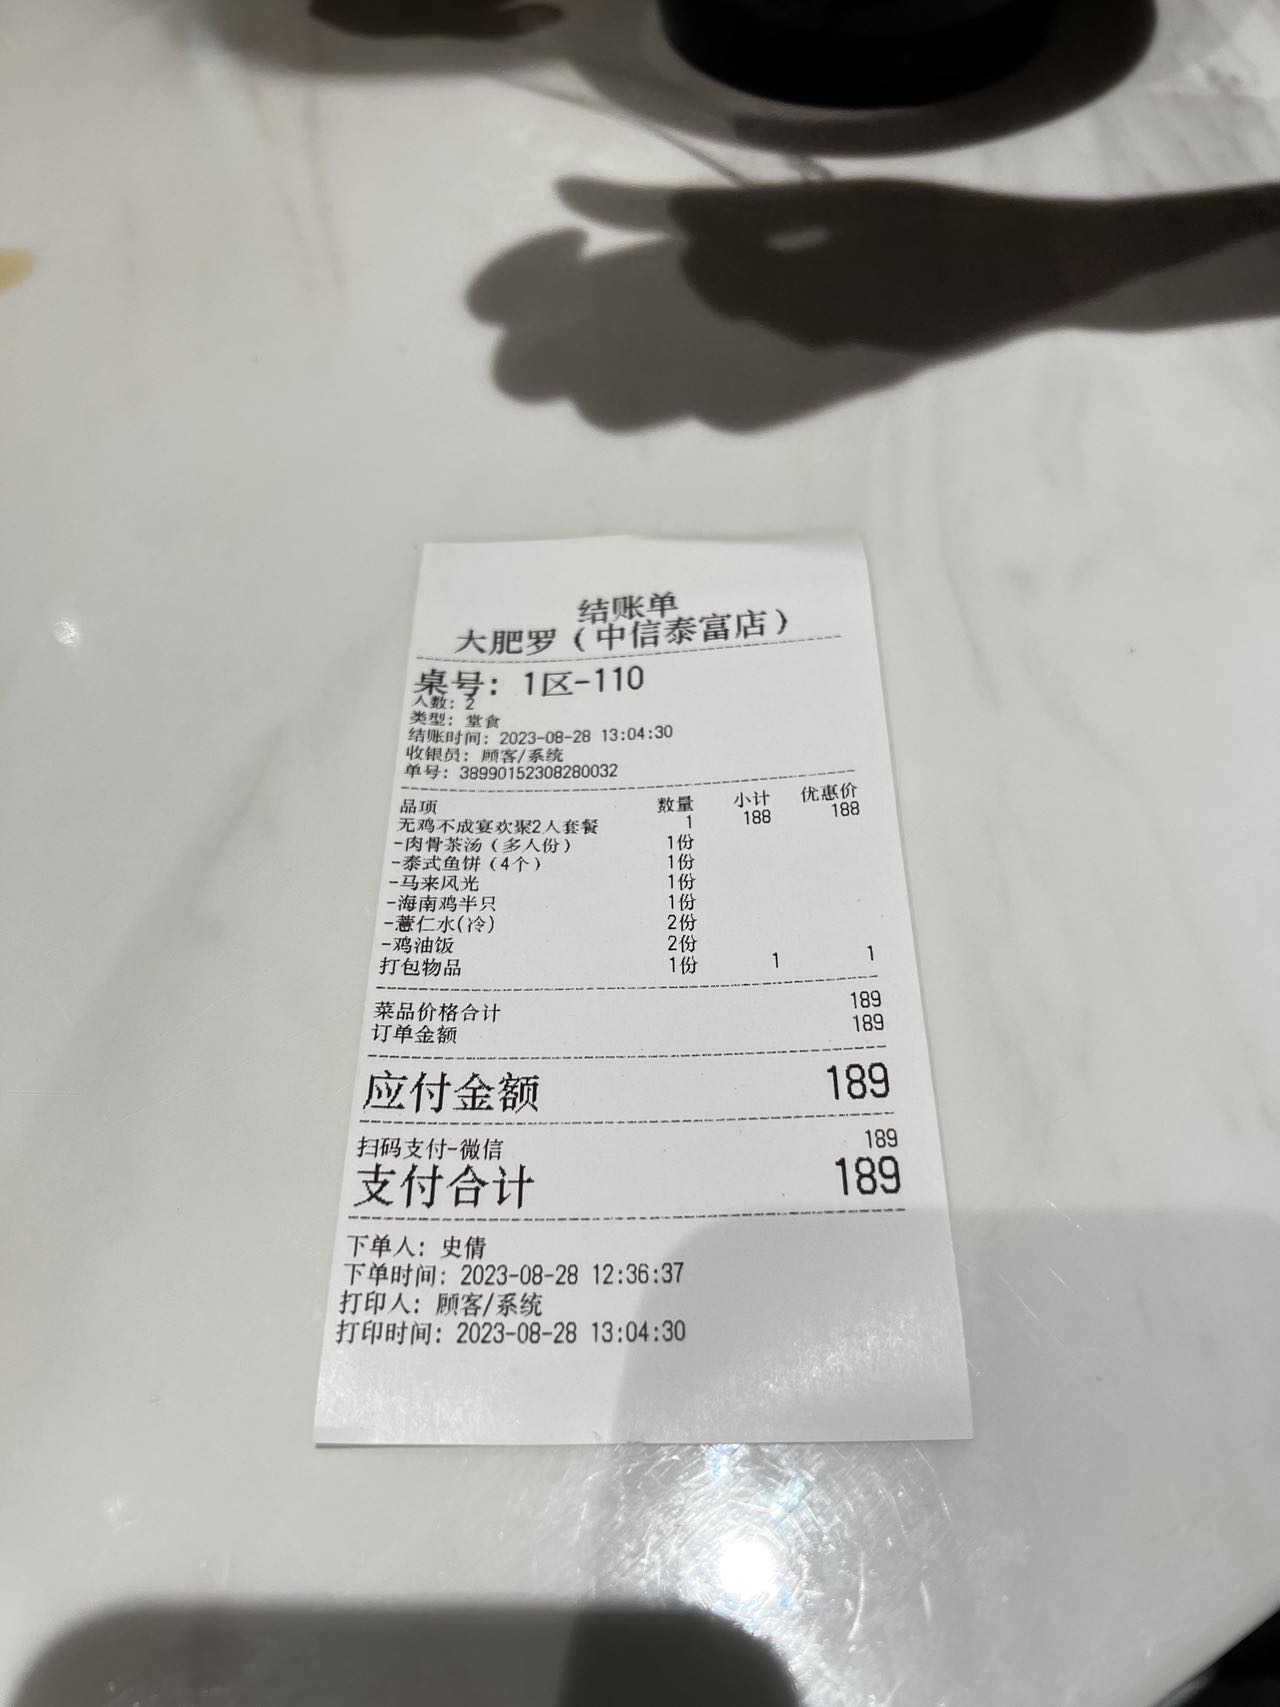 结账单
大肥罗（中信泰富店）
桌号: 1区-110
人数: 2
类型: 堂食
结账时间: 2023-08-28 13:04:30
收银员: 顾客/系统
单号: 38990152308280032
品项 数量 小计 优惠价
无鸡不成宴欢聚2人套餐 1 188 188
-肉骨茶汤（多人份） 1份
-泰式鱼饼（4个） 1份
-马来风光 1份
-海南鸡半只 1份
-薏仁水(冷) 2份
-鸡油饭 2份
打包物品 1份 1 1
菜品价格合计 189
订单金额 189
应付金额 189
扫码支付-微信 189
支付合计 189
下单人: 史倩
下单时间: 2023-08-28 12:36:37
打印人: 顾客/系统
打印时间: 2023-08-28 13:04:30